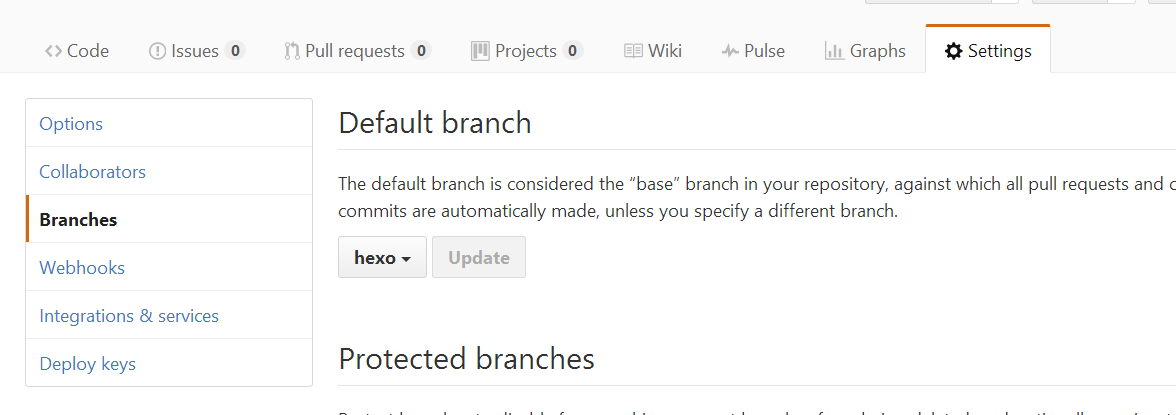 Code Issues 0 Pull requests 0 Projects 0 Wiki Pulse Graphs Settings
Options
Collaborators
Branches
Webhooks
Integrations & services
Deploy keys
Default branch
The default branch is considered the “base” branch in your repository, against which all pull requests and
commits are automatically made, unless you specify a different branch.
hexo Update
Protected branches